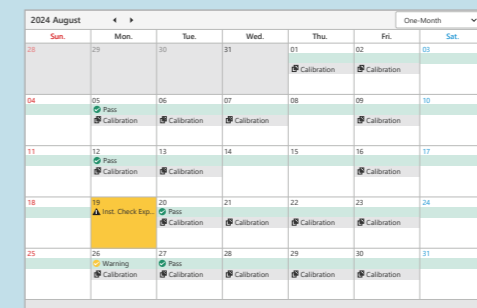 2024 August
One-Month
Sun. Mon. Tue. Wed. Thu. Fri. Sat.
28 29 30 31 01 02 03
Calibration Calibration
04 05 06 07 08 09 10
Pass
Calibration Calibration Calibration Calibration
11 12 13 14 15 16 17
Pass
Calibration Calibration Calibration
18 19 20 21 22 23 24
Inst. Check Exp... Pass
Calibration Calibration Calibration Calibration
25 26 27 28 29 30 31
Warning Pass
Calibration Calibration Calibration Calibration Calibration